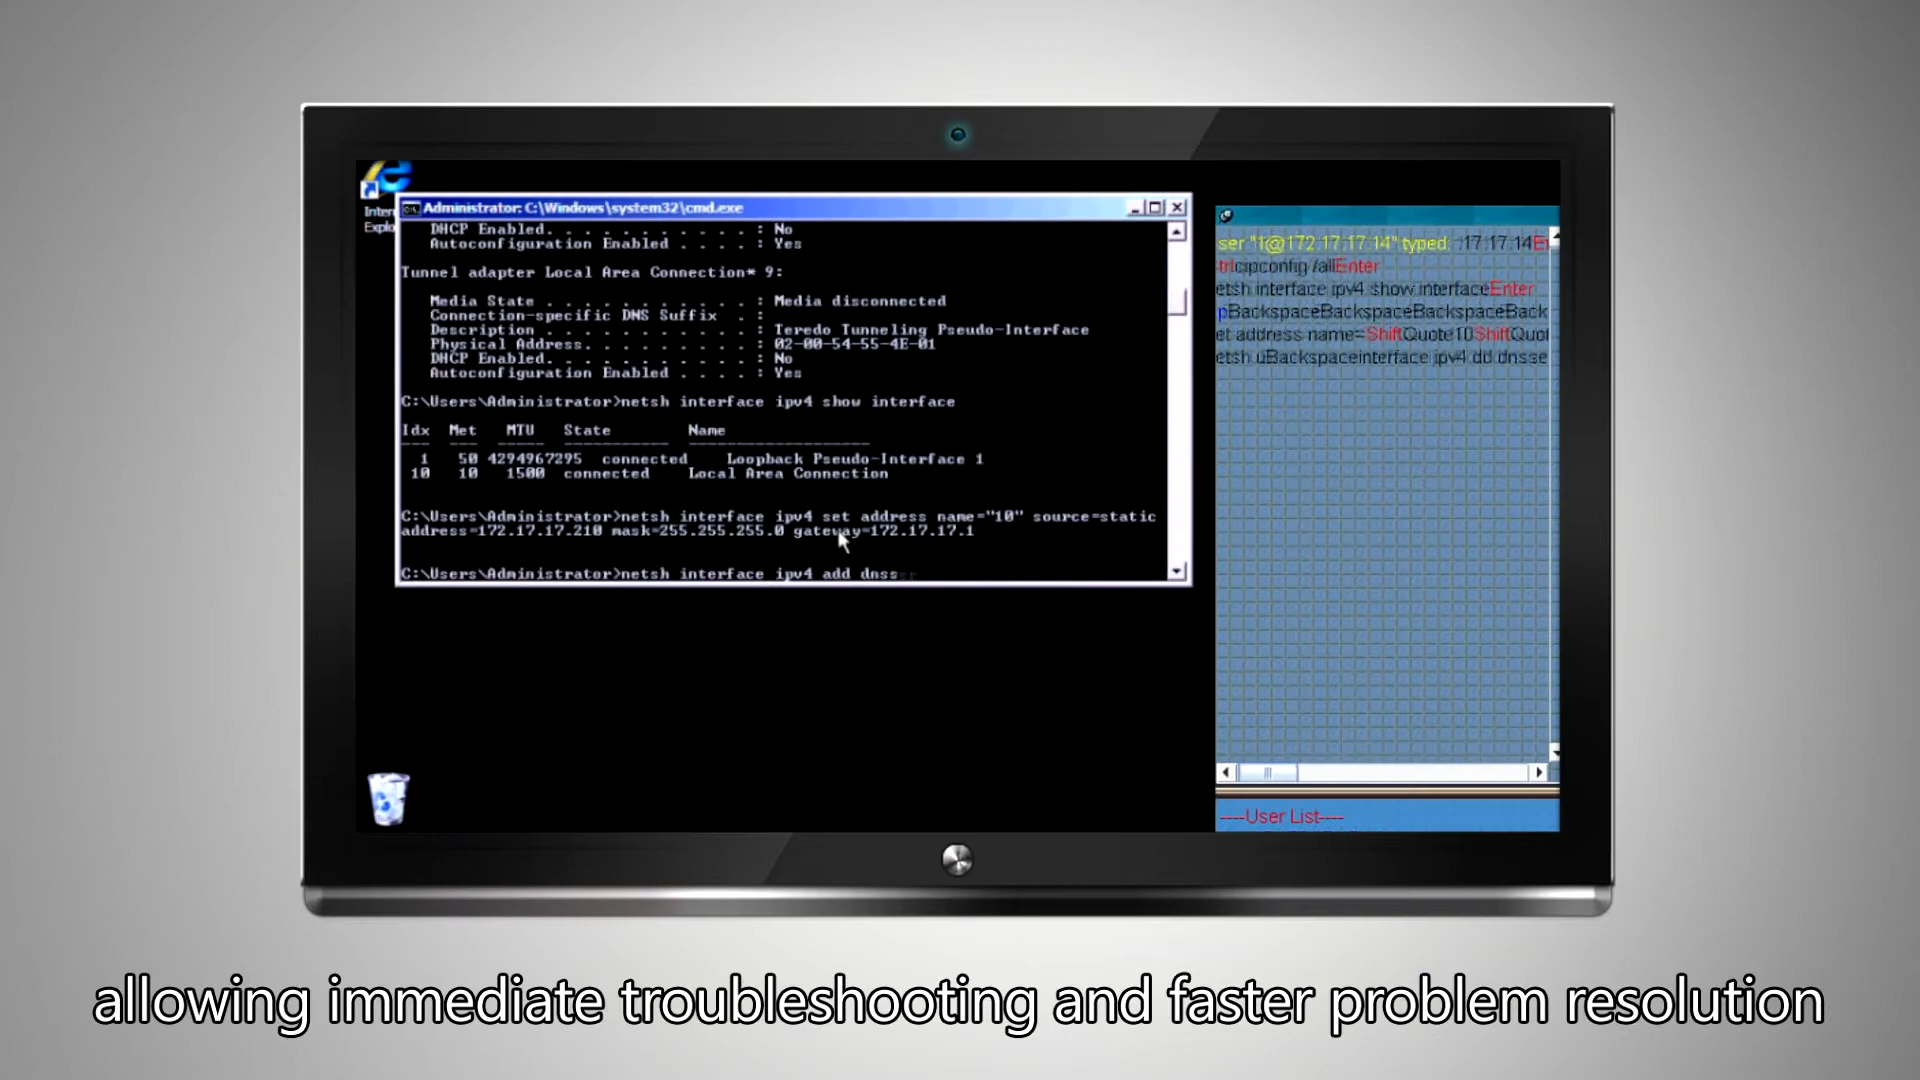 Inter
Explo
Administrator: C:\Windows\system32\cmd.exe
DHCP Enabled. . . . . . . . . . . : No
Autoconfiguration Enabled . . . . : Yes
Tunnel adapter Local Area Connection* 9:
Media State . . . . . . . . . . . : Media disconnected
Connection-specific DNS Suffix . :
Description . . . . . . . . . . . : Teredo Tunneling Pseudo-Interface
Physical Address. . . . . . . . . : 02-00-54-55-4E-01
DHCP Enabled. . . . . . . . . . . : No
Autoconfiguration Enabled . . . . : Yes
C:\Users\Administrator>netsh interface ipv4 show interface
Idx Met MTU State Name
--- --- ----- ----------- -------------------
1 50 4294967295 connected Loopback Pseudo-Interface 1
10 10 1500 connected Local Area Connection
C:\Users\Administrator>netsh interface ipv4 set address name="10" source=static
address=172.17.17.210 mask=255.255.255.0 gateway=172.17.17.1
C:\Users\Administrator>netsh interface ipv4 add dnsser
ser "1@172.17.17.14" typed: .17.17.14En
trlcipconfig /allEnter
etsh interface ipv4 show interfaceEnter
pBackspaceBackspaceBackspaceBack
et address name=ShiftQuote10ShiftQuot
etsh uBackspaceinterface ipv4 dd dnsse
----User List----
allowing immediate troubleshooting and faster problem resolution